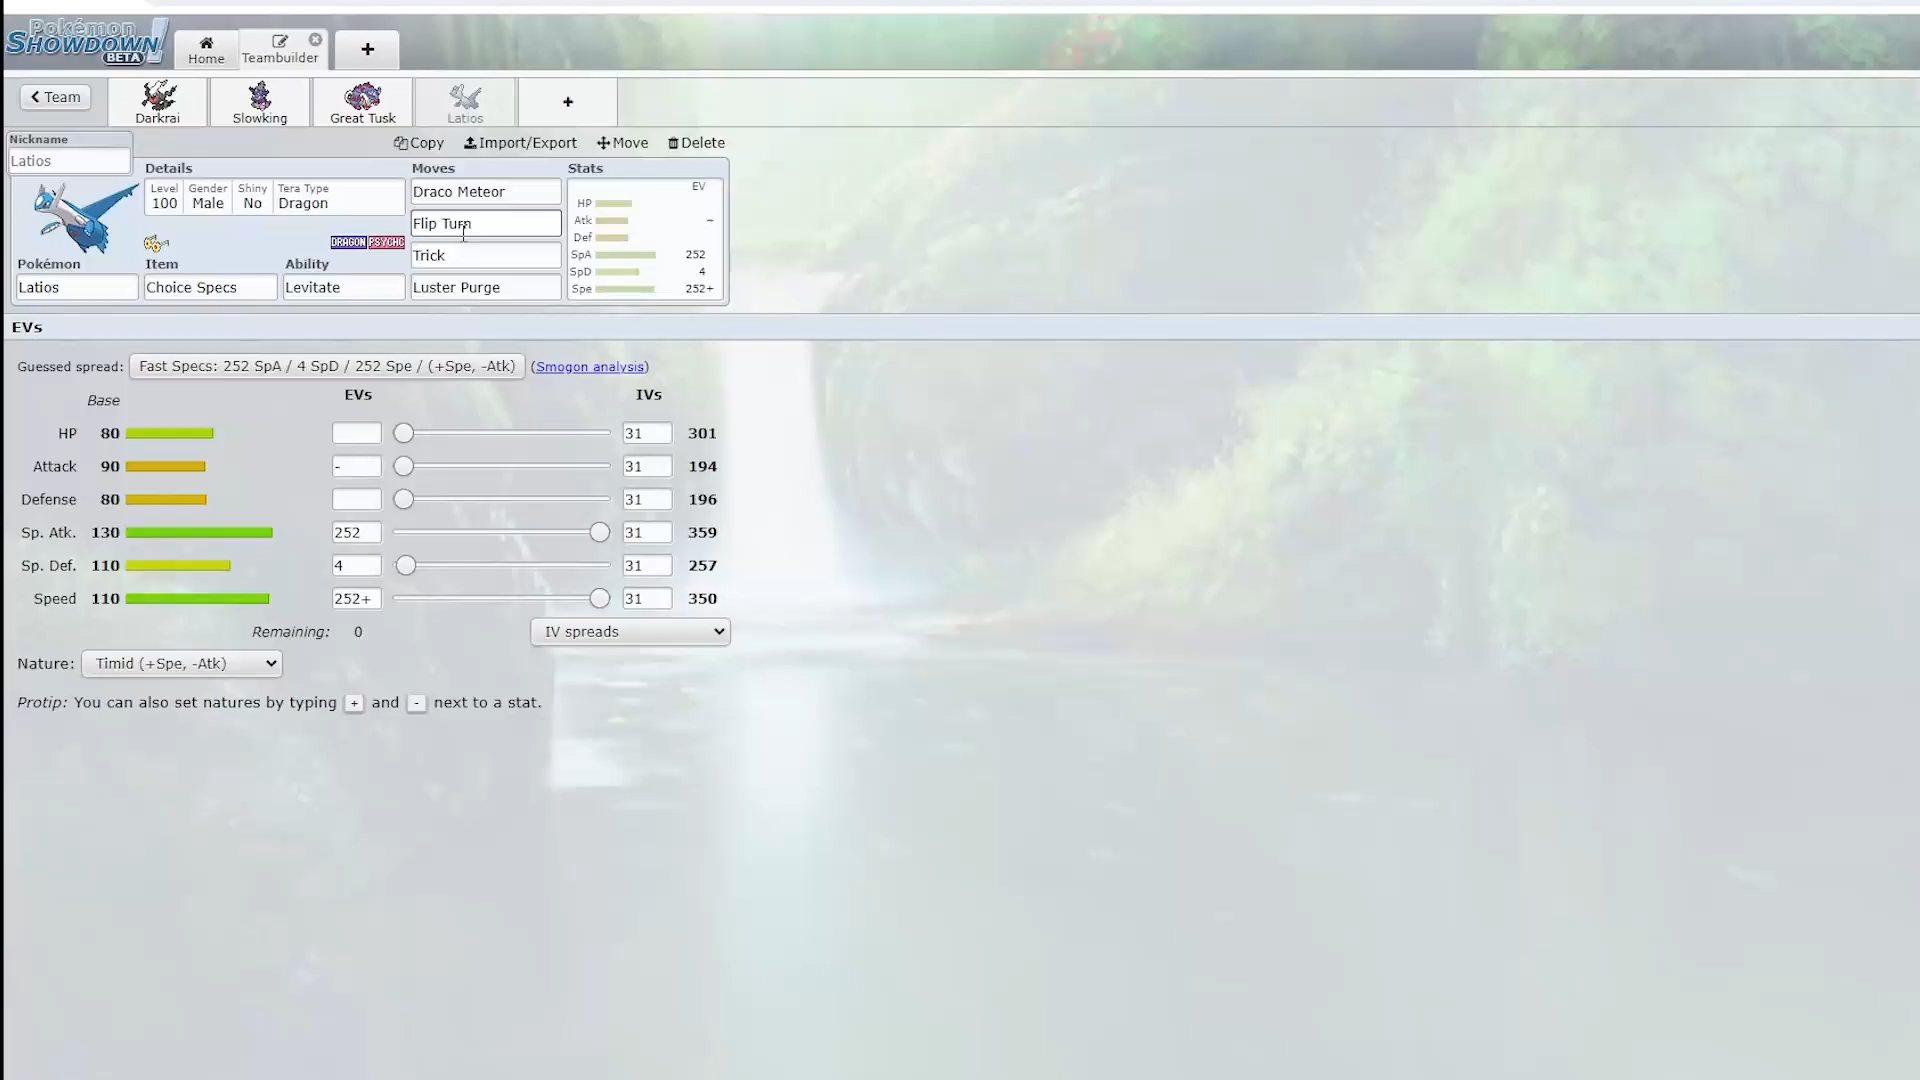 Pokémon
SHOWDOWN!
BETA
Home
Teambuilder
+
Team
Darkrai
Slowking
Great Tusk
Latios
+
Nickname
Latios
Copy
Import/Export
Move
Delete
Details
Moves
Stats
Level
100
Gender
Male
Shiny
No
Tera Type
Dragon
Draco Meteor
Flip Turn
Trick
Luster Purge
EV
HP
Atk –
Def
SpA 252
SpD 4
Spe 252+
DRAGON PSYCHC
Pokémon
Latios
Item
Choice Specs
Ability
Levitate
EVs
Guessed spread: Fast Specs: 252 SpA / 4 SpD / 252 Spe / (+Spe, -Atk) (Smogon analysis)
Base EVs IVs
HP 80 31 301
Attack 90 - 31 194
Defense 80 31 196
Sp. Atk. 130 252 31 359
Sp. Def. 110 4 31 257
Speed 110 252+ 31 350
Remaining: 0
IV spreads
Nature: Timid (+Spe, -Atk)
Protip: You can also set natures by typing + and - next to a stat.